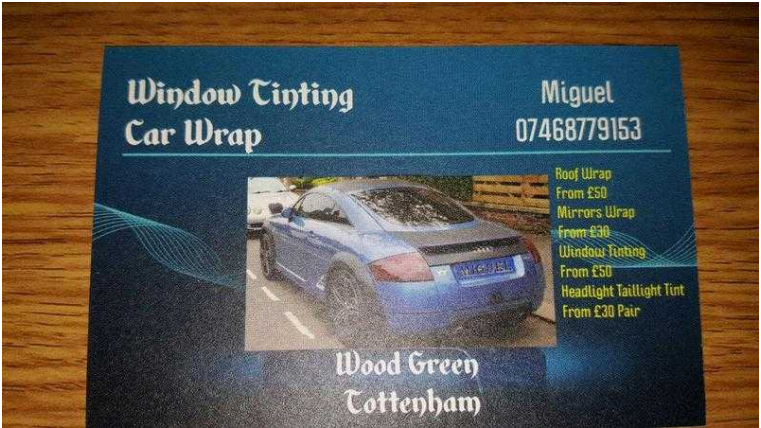 Window Tinting
Car Wrap
Miguel
07468779153
Roof Wrap
From £50
Mirrors Wrap
From £30
Window Tinting
From £50
Headlight Taillight Tint
From £30 Pair
MIGUEL
Wood Green
Tottenham